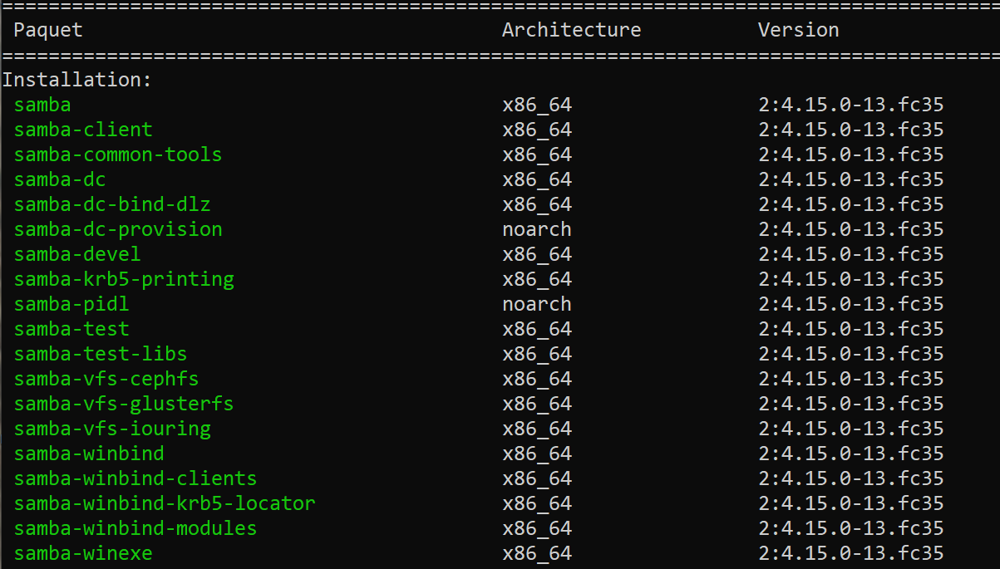 ================================================================================
Paquet Architecture Version
================================================================================
Installation:
samba x86_64 2:4.15.0-13.fc35
samba-client x86_64 2:4.15.0-13.fc35
samba-common-tools x86_64 2:4.15.0-13.fc35
samba-dc x86_64 2:4.15.0-13.fc35
samba-dc-bind-dlz x86_64 2:4.15.0-13.fc35
samba-dc-provision noarch 2:4.15.0-13.fc35
samba-devel x86_64 2:4.15.0-13.fc35
samba-krb5-printing x86_64 2:4.15.0-13.fc35
samba-pidl noarch 2:4.15.0-13.fc35
samba-test x86_64 2:4.15.0-13.fc35
samba-test-libs x86_64 2:4.15.0-13.fc35
samba-vfs-cephfs x86_64 2:4.15.0-13.fc35
samba-vfs-glusterfs x86_64 2:4.15.0-13.fc35
samba-vfs-iouring x86_64 2:4.15.0-13.fc35
samba-winbind x86_64 2:4.15.0-13.fc35
samba-winbind-clients x86_64 2:4.15.0-13.fc35
samba-winbind-krb5-locator x86_64 2:4.15.0-13.fc35
samba-winbind-modules x86_64 2:4.15.0-13.fc35
samba-winexe x86_64 2:4.15.0-13.fc35